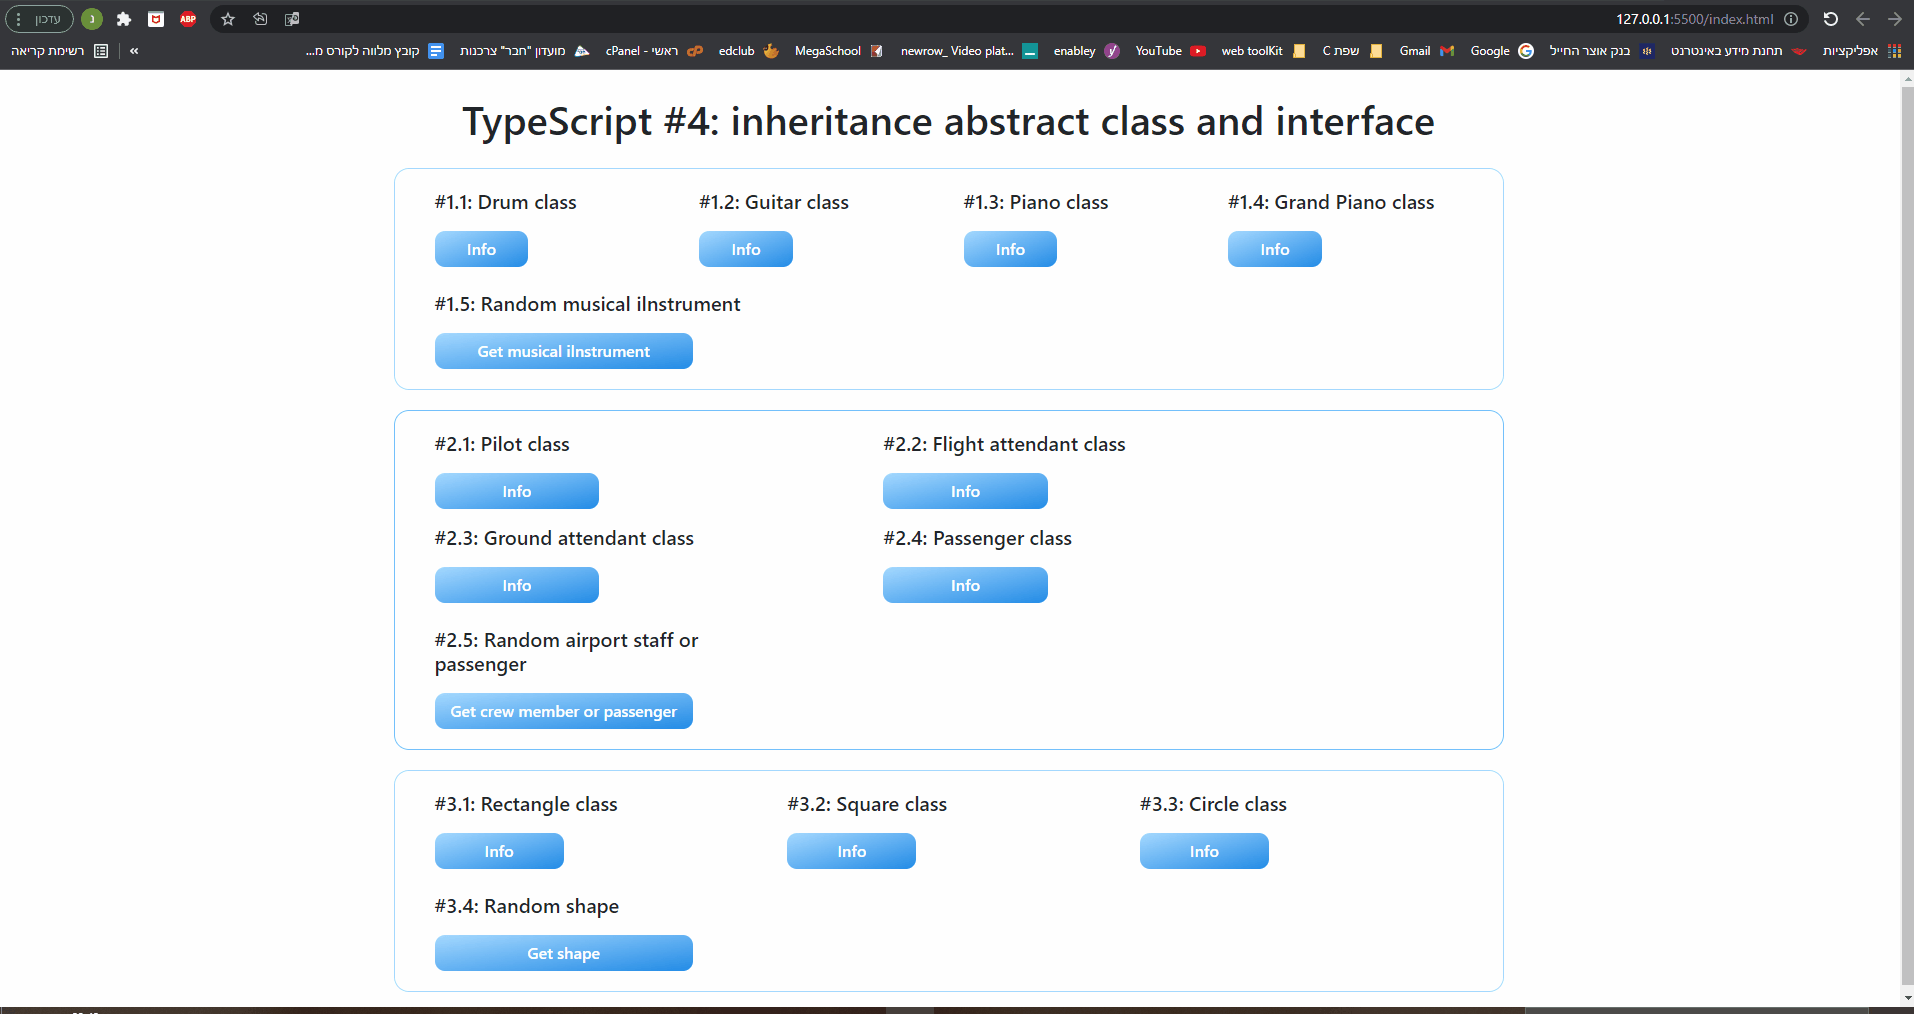 עדכון
127.0.0.1:5500/index.html
אפליקציות
תחנת מידע באינטרנט
בנק אוצר החייל
Google
Gmail
שפת C
web toolKit
YouTube
enabley
newrow_ Video plat...
MegaSchool
edclub
ראשי - cPanel
מועדון "חבר" צרכנות
קובץ מלווה לקורס מ...
»
רשימת קריאה
TypeScript #4: inheritance abstract class and interface
#1.1: Drum class
Info
#1.2: Guitar class
Info
#1.3: Piano class
Info
#1.4: Grand Piano class
Info
#1.5: Random musical iInstrument
Get musical iInstrument
#2.1: Pilot class
Info
#2.2: Flight attendant class
Info
#2.3: Ground attendant class
Info
#2.4: Passenger class
Info
#2.5: Random airport staff or
passenger
Get crew member or passenger
#3.1: Rectangle class
Info
#3.2: Square class
Info
#3.3: Circle class
Info
#3.4: Random shape
Get shape